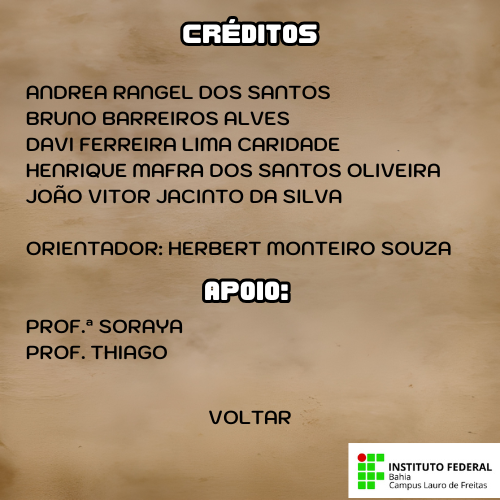 CRÉDITOS
ANDREA RANGEL DOS SANTOS
BRUNO BARREIROS ALVES
DAVI FERREIRA LIMA CARIDADE
HENRIQUE MAFRA DOS SANTOS OLIVEIRA
JOÃO VITOR JACINTO DA SILVA
ORIENTADOR: HERBERT MONTEIRO SOUZA
APOIO:
PROF.ª SORAYA
PROF. THIAGO
VOLTAR
INSTITUTO FEDERAL
Bahia
Campus Lauro de Freitas